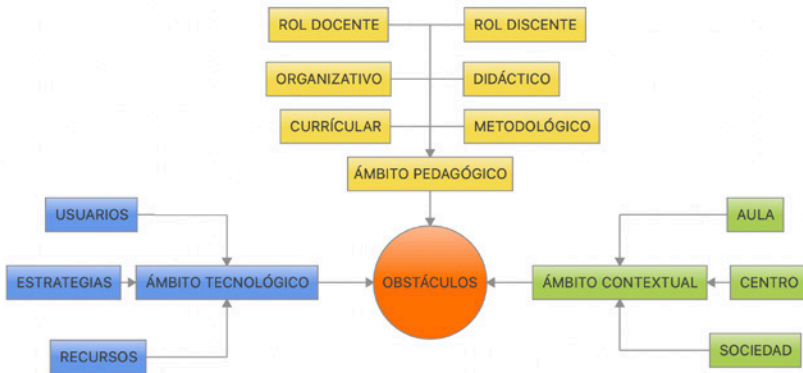 ROL DOCENTE
ROL DISCENTE
ORGANIZATIVO
DIDÁCTICO
CURRÍCULAR
METODOLÓGICO
ÁMBITO PEDAGÓGICO
USUARIOS
AULA
ESTRATEGIAS
ÁMBITO TECNOLÓGICO
OBSTÁCULOS
ÁMBITO CONTEXTUAL
CENTRO
RECURSOS
SOCIEDAD